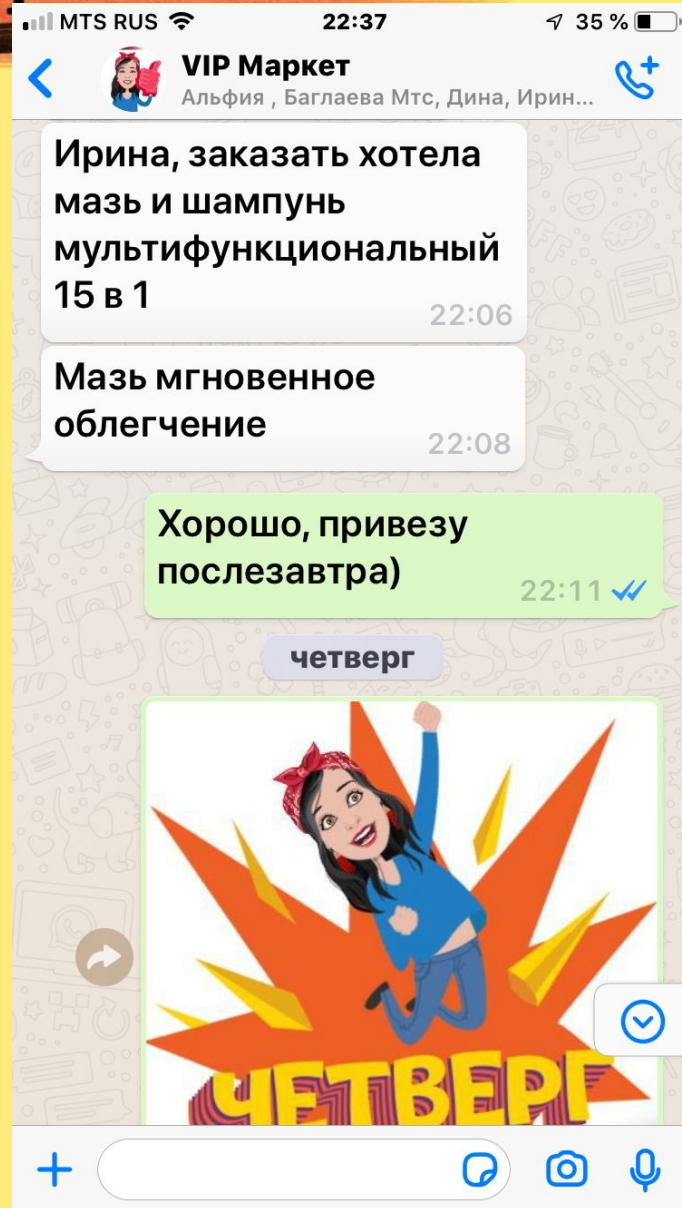 MTS RUS 22:37 35 %
VIP Маркет
Альфия , Баглаева Мтс, Дина, Ирин...
Ирина, заказать хотела
мазь и шампунь
мультифункциональный
15 в 1
22:06
Мазь мгновенное
облегчение
22:08
Хорошо, привезу
послезавтра)
22:11
четверг
ЧЕТВЕРГ